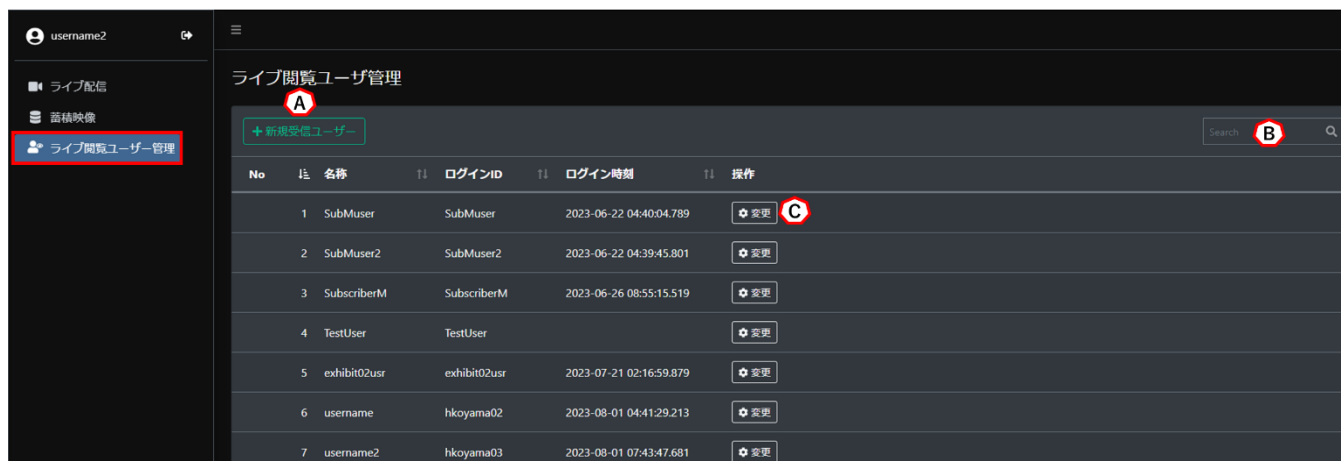 username2
ライブ配信
蓄積映像
ライブ閲覧ユーザー管理
ライブ閲覧ユーザ管理
A
+新規受信ユーザー
Search B
No 名称 ログインID ログイン時刻 操作
1 SubMuser SubMuser 2023-06-22 04:40:04.789 変更 C
2 SubMuser2 SubMuser2 2023-06-22 04:39:45.801 変更
3 SubscriberM SubscriberM 2023-06-26 08:55:15.519 変更
4 TestUser TestUser 変更
5 exhibit02usr exhibit02usr 2023-07-21 02:16:59.879 変更
6 username hkoyama02 2023-08-01 04:41:29.213 変更
7 username2 hkoyama03 2023-08-01 07:43:47.681 変更